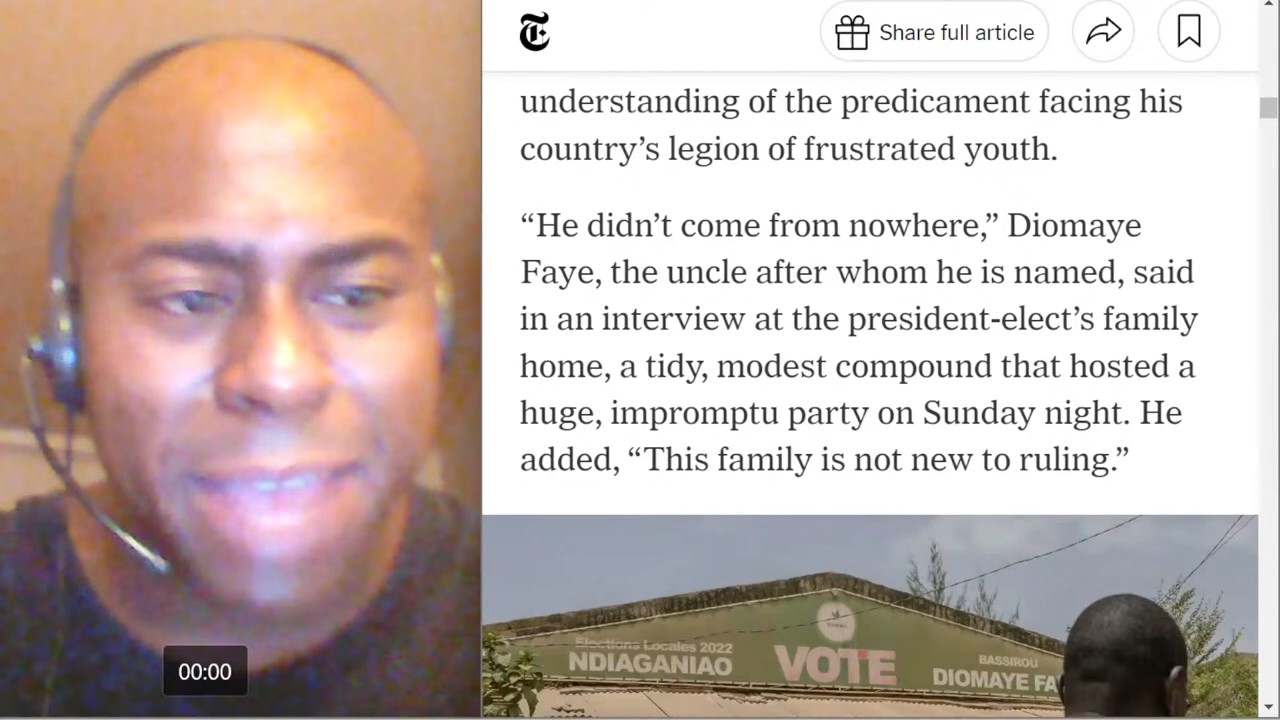 Share full article
understanding of the predicament facing his
country’s legion of frustrated youth.
“He didn’t come from nowhere,” Diomaye
Faye, the uncle after whom he is named, said
in an interview at the president-elect’s family
home, a tidy, modest compound that hosted a
huge, impromptu party on Sunday night. He
added, “This family is not new to ruling.”
Elections Locales 2022
NDIAGANIAO
VOTE
BASSIROU
DIOMAYE FA
00:00